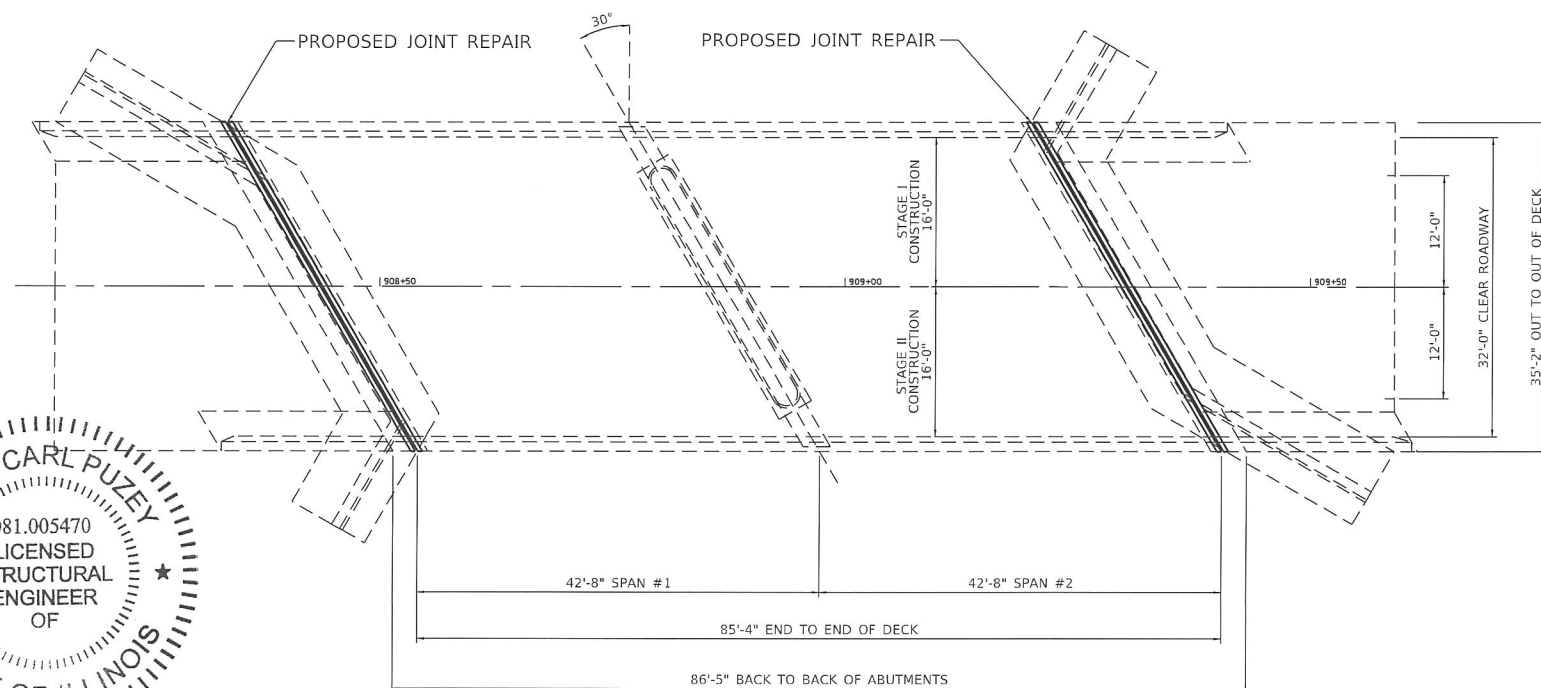 30°
PROPOSED JOINT REPAIR
PROPOSED JOINT REPAIR
STAGE I
CONSTRUCTION
16'-0"
908+50
909+00
909+50
STAGE II
CONSTRUCTION
16'-0"
12'-0"
12'-0"
32'-0" CLEAR ROADWAY
35'-2" OUT TO OUT OF DECK
CARL PUZEY
81.005470
LICENSED
STRUCTURAL
ENGINEER
OF
OF ILLINOIS
42'-8" SPAN #1
42'-8" SPAN #2
85'-4" END TO END OF DECK
86'-5" BACK TO BACK OF ABUTMENTS